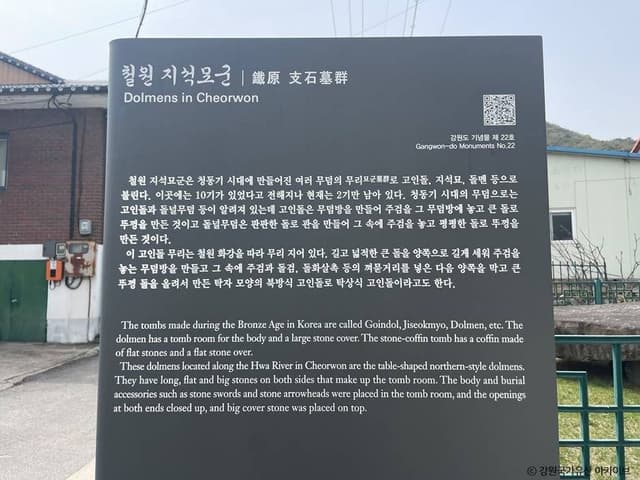 철원 지석묘군 | 鐵原 支石墓群
Dolmens in Cheorwon
강원도 기념물 제 22호
Gangwon-do Monuments No.22
철원 지석묘군은 청동기 시대에 만들어진 여러 무덤의 무리墓群로 고인돌, 지석묘, 돌멘 등으로
불린다. 이곳에는 10기가 있었다고 전해지나 현재는 2기만 남아 있다. 청동기 시대의 무덤으로는
고인돌과 돌널무덤 등이 알려져 있는데 고인돌은 무덤방을 만들어 주검을 그 무덤방에 놓고 큰 돌로
뚜껑을 만든 것이고 돌널무덤은 판판한 돌로 관을 만들어 그 속에 주검을 놓고 평평한 돌로 뚜껑을
만든 것이다.
이 고인돌 무리는 철원 화강을 따라 무리 지어 있다. 길고 넓적한 큰 돌을 양쪽으로 길게 세워 주검을
놓는 무덤방을 만들고 그 속에 주검과 돌검, 돌화살촉 등의 껴묻거리를 넣은 다음 양쪽을 막고 큰
뚜껑 돌을 올려서 만든 탁자 모양의 북방식 고인돌로 탁상식 고인돌이라고도 한다.
The tombs made during the Bronze Age in Korea are called Goindol, Jiseokmyo, Dolmen, etc. The
dolmen has a tomb room for the body and a large stone cover. The stone-coffin tomb has a coffin made
of flat stones and a flat stone over.
These dolmens located along the Hwa River in Cheorwon are the table-shaped northern-style dolmens.
They have long, flat and big stones on both sides that make up the tomb room. The body and burial
accessories such as stone swords and stone arrowheads were placed in the tomb room, and the openings
at both ends closed up, and big cover stone was placed on top.
© 강원국가유산 아카이브